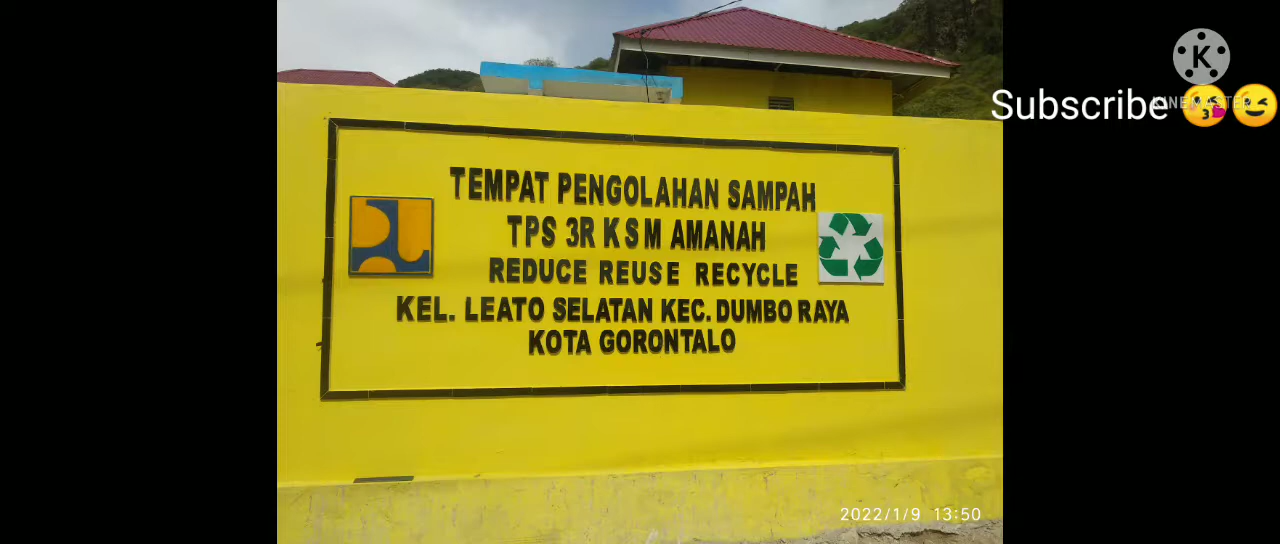 TEMPAT PENGOLAHAN SAMPAH
TPS 3R KSM AMANAH
REDUCE REUSE RECYCLE
KEL. LEATO SELATAN KEC. DUMBO RAYA
KOTA GORONTALO
K
KINEMASTER
Subscribe 😘😉
2022/1/9 13:50